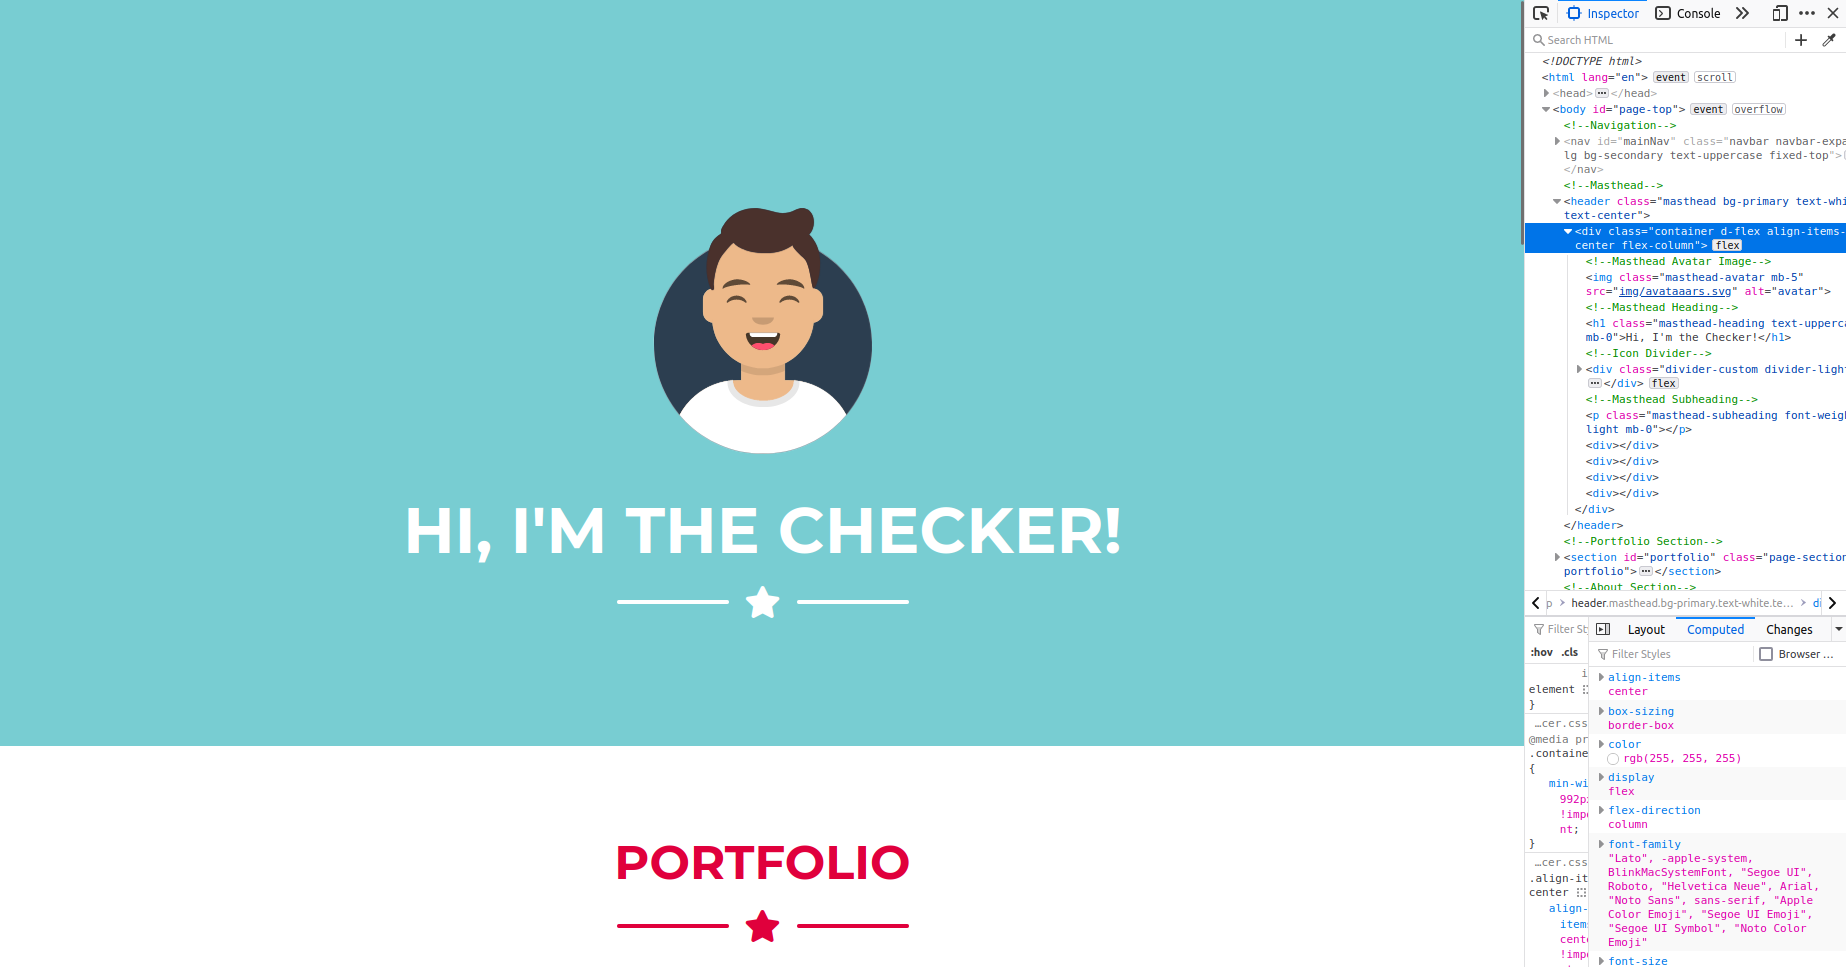 HI, I'M THE CHECKER!
PORTFOLIO
Inspector
Console
Search HTML
<!DOCTYPE html>
<html lang="en"> event scroll
<head> </head>
<body id="page-top"> event overflow
<!--Navigation-->
<nav id="mainNav" class="navbar navbar-expa
lg bg-secondary text-uppercase fixed-top">
</nav>
<!--Masthead-->
<header class="masthead bg-primary text-whi
text-center">
<div class="container d-flex align-items-
center flex-column"> flex
<!--Masthead Avatar Image-->
<img class="masthead-avatar mb-5"
src="img/avataaars.svg" alt="avatar">
<!--Masthead Heading-->
<h1 class="masthead-heading text-upperca
mb-0">Hi, I'm the Checker!</h1>
<!--Icon Divider-->
<div class="divider-custom divider-ligh
</div> flex
<!--Masthead Subheading-->
<p class="masthead-subheading font-weig
light mb-0"></p>
<div></div>
<div></div>
<div></div>
<div></div>
</div>
</header>
<!--Portfolio Section-->
<section id="portfolio" class="page-section
portfolio"> </section>
<!--About Section-->
p header.masthead.bg-primary.text-white.te... di
Filter St
:hov .cls
element
}
...cer.css
@media pr
.containe
{
min-wi
992p
!impo
nt;
}
...cer.css
.align-it
center
align-
item
cent
!impo
Layout
Computed
Changes
Filter Styles
Browser ...
align-items
center
box-sizing
border-box
color
rgb(255, 255, 255)
display
flex
flex-direction
column
font-family
"Lato", -apple-system,
BlinkMacSystemFont, "Segoe UI",
Roboto, "Helvetica Neue", Arial,
"Noto Sans", sans-serif, "Apple
Color Emoji", "Segoe UI Emoji",
"Segoe UI Symbol", "Noto Color
Emoji"
font-size